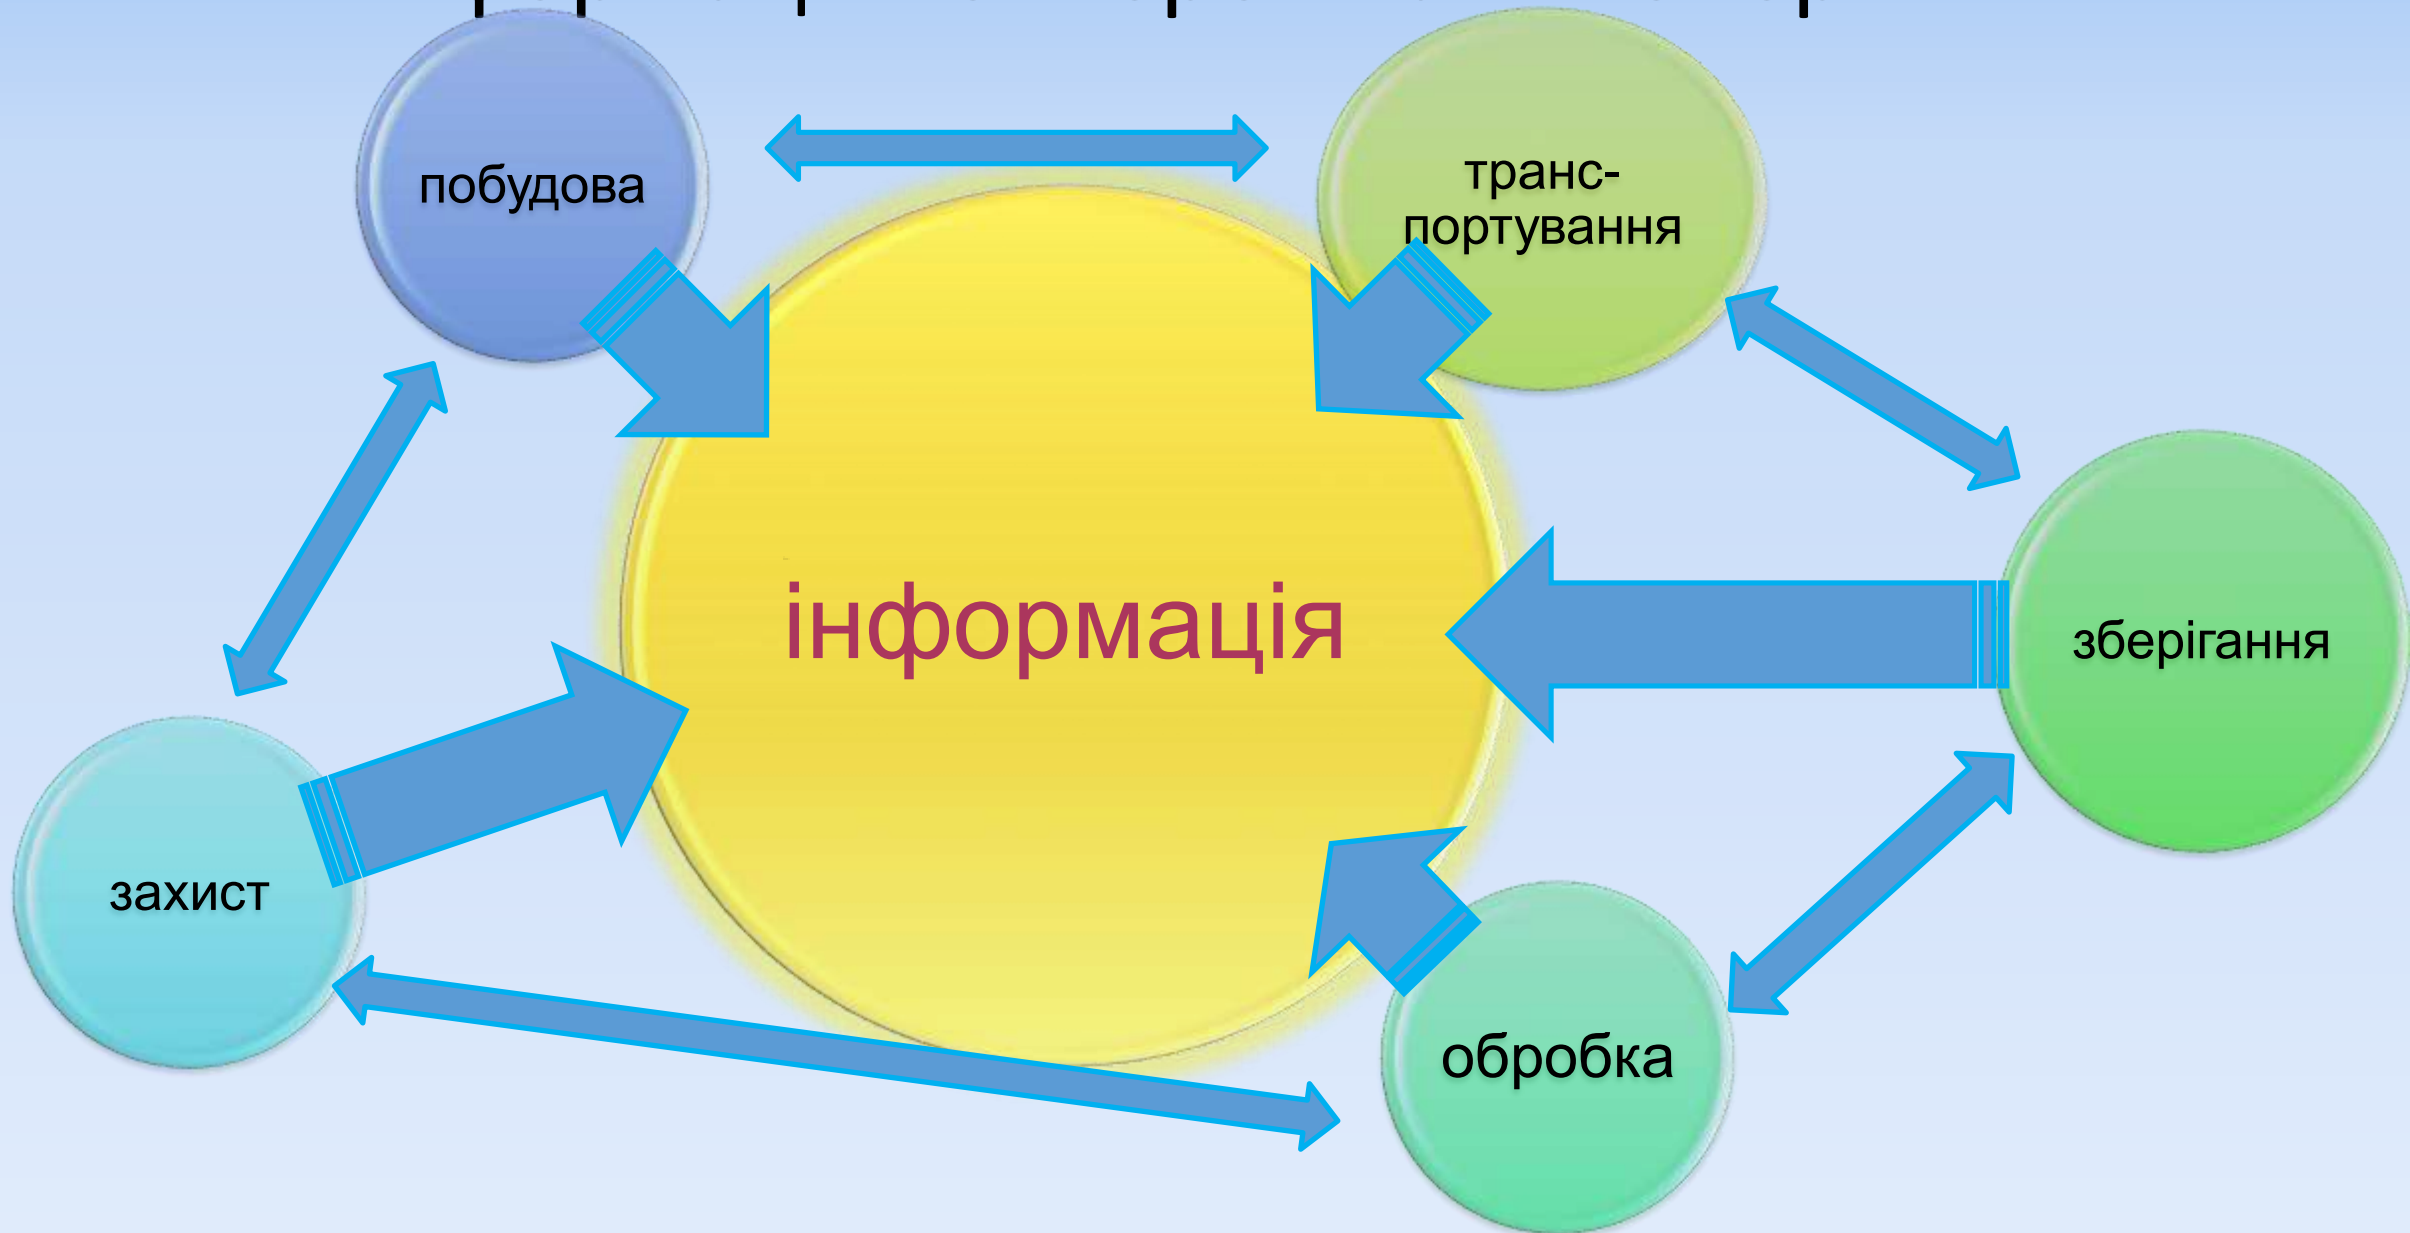 побудова
транс-
портування
інформація
зберігання
захист
обробка